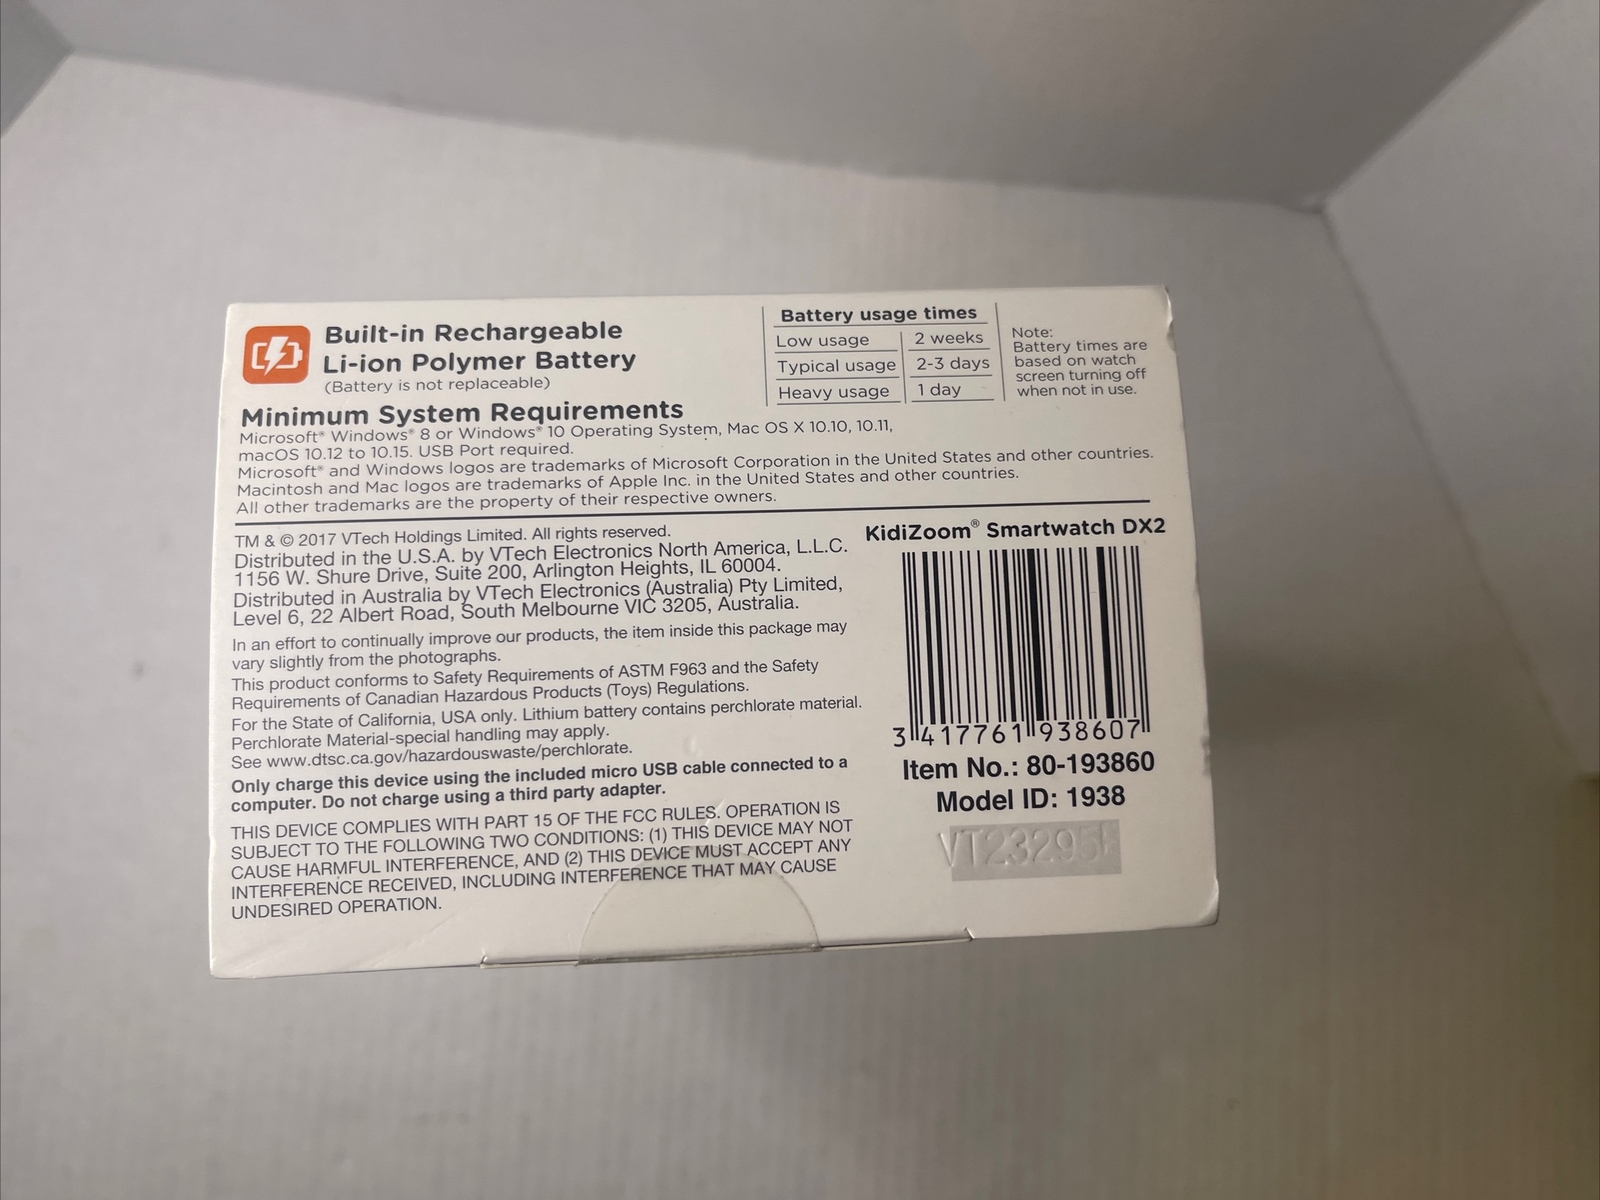 Built-in Rechargeable
Li-ion Polymer Battery
(Battery is not replaceable)
Battery usage times
Low usage 2 weeks
Typical usage 2-3 days
Heavy usage 1 day
Note:
Battery times are
based on watch
screen turning off
when not in use.
Minimum System Requirements
Microsoft® Windows® 8 or Windows® 10 Operating System, Mac OS X 10.10, 10.11,
macOS 10.12 to 10.15. USB Port required.
Microsoft® and Windows logos are trademarks of Microsoft Corporation in the United States and other countries.
Macintosh and Mac logos are trademarks of Apple Inc. in the United States and other countries.
All other trademarks are the property of their respective owners.
TM & © 2017 VTech Holdings Limited. All rights reserved.
Distributed in the U.S.A. by VTech Electronics North America, L.L.C.
1156 W. Shure Drive, Suite 200, Arlington Heights, IL 60004.
Distributed in Australia by VTech Electronics (Australia) Pty Limited,
Level 6, 22 Albert Road, South Melbourne VIC 3205, Australia.
In an effort to continually improve our products, the item inside this package may
vary slightly from the photographs.
This product conforms to Safety Requirements of ASTM F963 and the Safety
Requirements of Canadian Hazardous Products (Toys) Regulations.
For the State of California, USA only. Lithium battery contains perchlorate material.
Perchlorate Material-special handling may apply.
See www.dtsc.ca.gov/hazardouswaste/perchlorate.
Only charge this device using the included micro USB cable connected to a
computer. Do not charge using a third party adapter.
THIS DEVICE COMPLIES WITH PART 15 OF THE FCC RULES. OPERATION IS
SUBJECT TO THE FOLLOWING TWO CONDITIONS: (1) THIS DEVICE MAY NOT
CAUSE HARMFUL INTERFERENCE, AND (2) THIS DEVICE MUST ACCEPT ANY
INTERFERENCE RECEIVED, INCLUDING INTERFERENCE THAT MAY CAUSE
UNDESIRED OPERATION.
KidiZoom® Smartwatch DX2
3 417761 938607
Item No.: 80-193860
Model ID: 1938